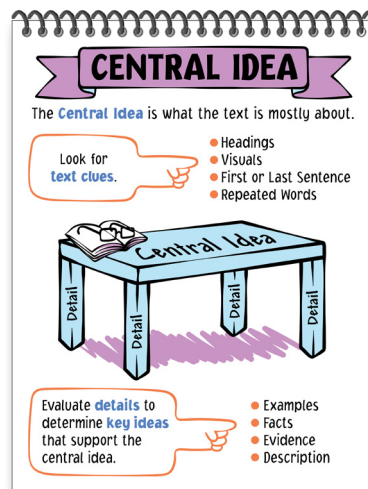 CENTRAL IDEA
The Central Idea is what the text is mostly about.
Look for
text clues.
Headings
Visuals
First or Last Sentence
Repeated Words
Central Idea
Detail
Detail
Detail
Detail
Evaluate details to
determine key ideas
that support the
central idea.
Examples
Facts
Evidence
Description